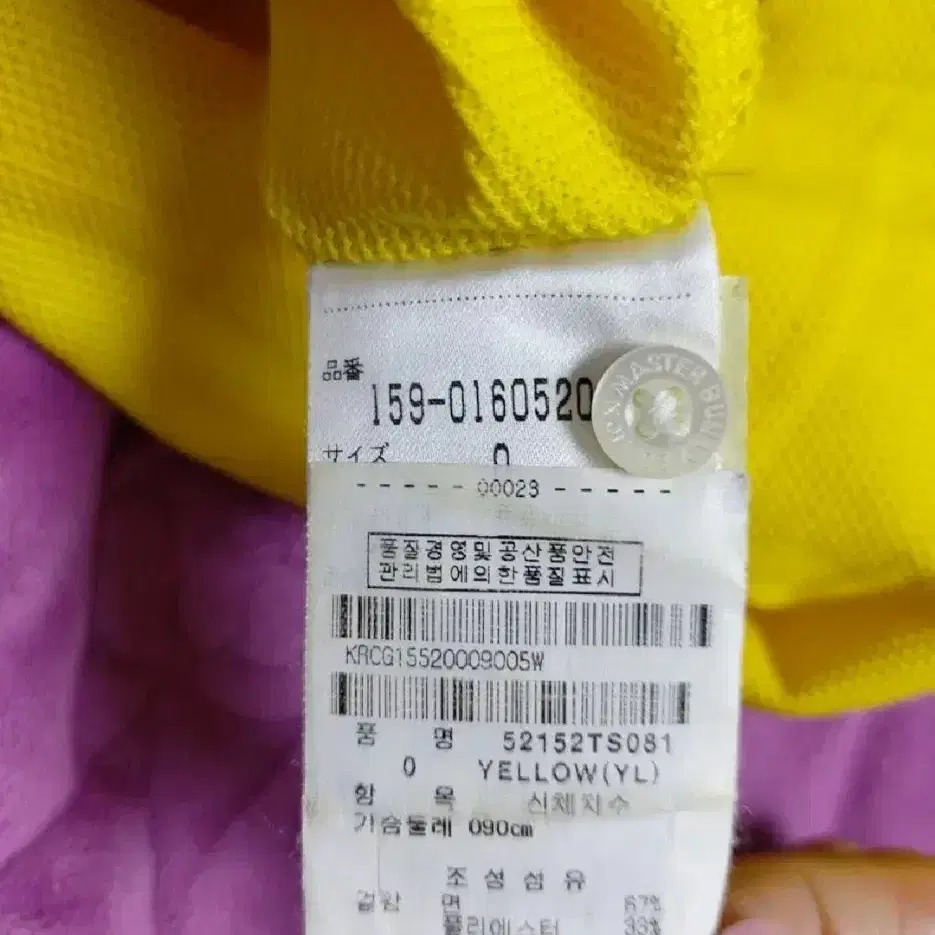 品番
159-0160520
MASTER BUN
サイズ 0
- - - - - 00023 - - - - -
품질경영및공산품안전
관리법에의한품질표시
KRCG15520009005W
품 명 52152TS081
0 YELLOW(YL)
항 목 신체치수
가슴둘레 090cm
조성섬유
겉감 면 67%
폴리에스터 33%